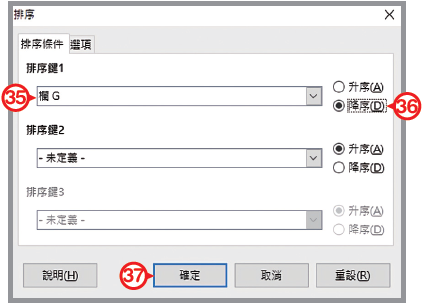 排序
排序條件 選項
排序鍵1
35 欄 G
升序(A)
降序(D) 36
排序鍵2
- 未定義 -
升序(A)
降序(D)
排序鍵3
- 未定義 -
升序(A)
降序(D)
說明(H) 37 確定 取消 重設(R)